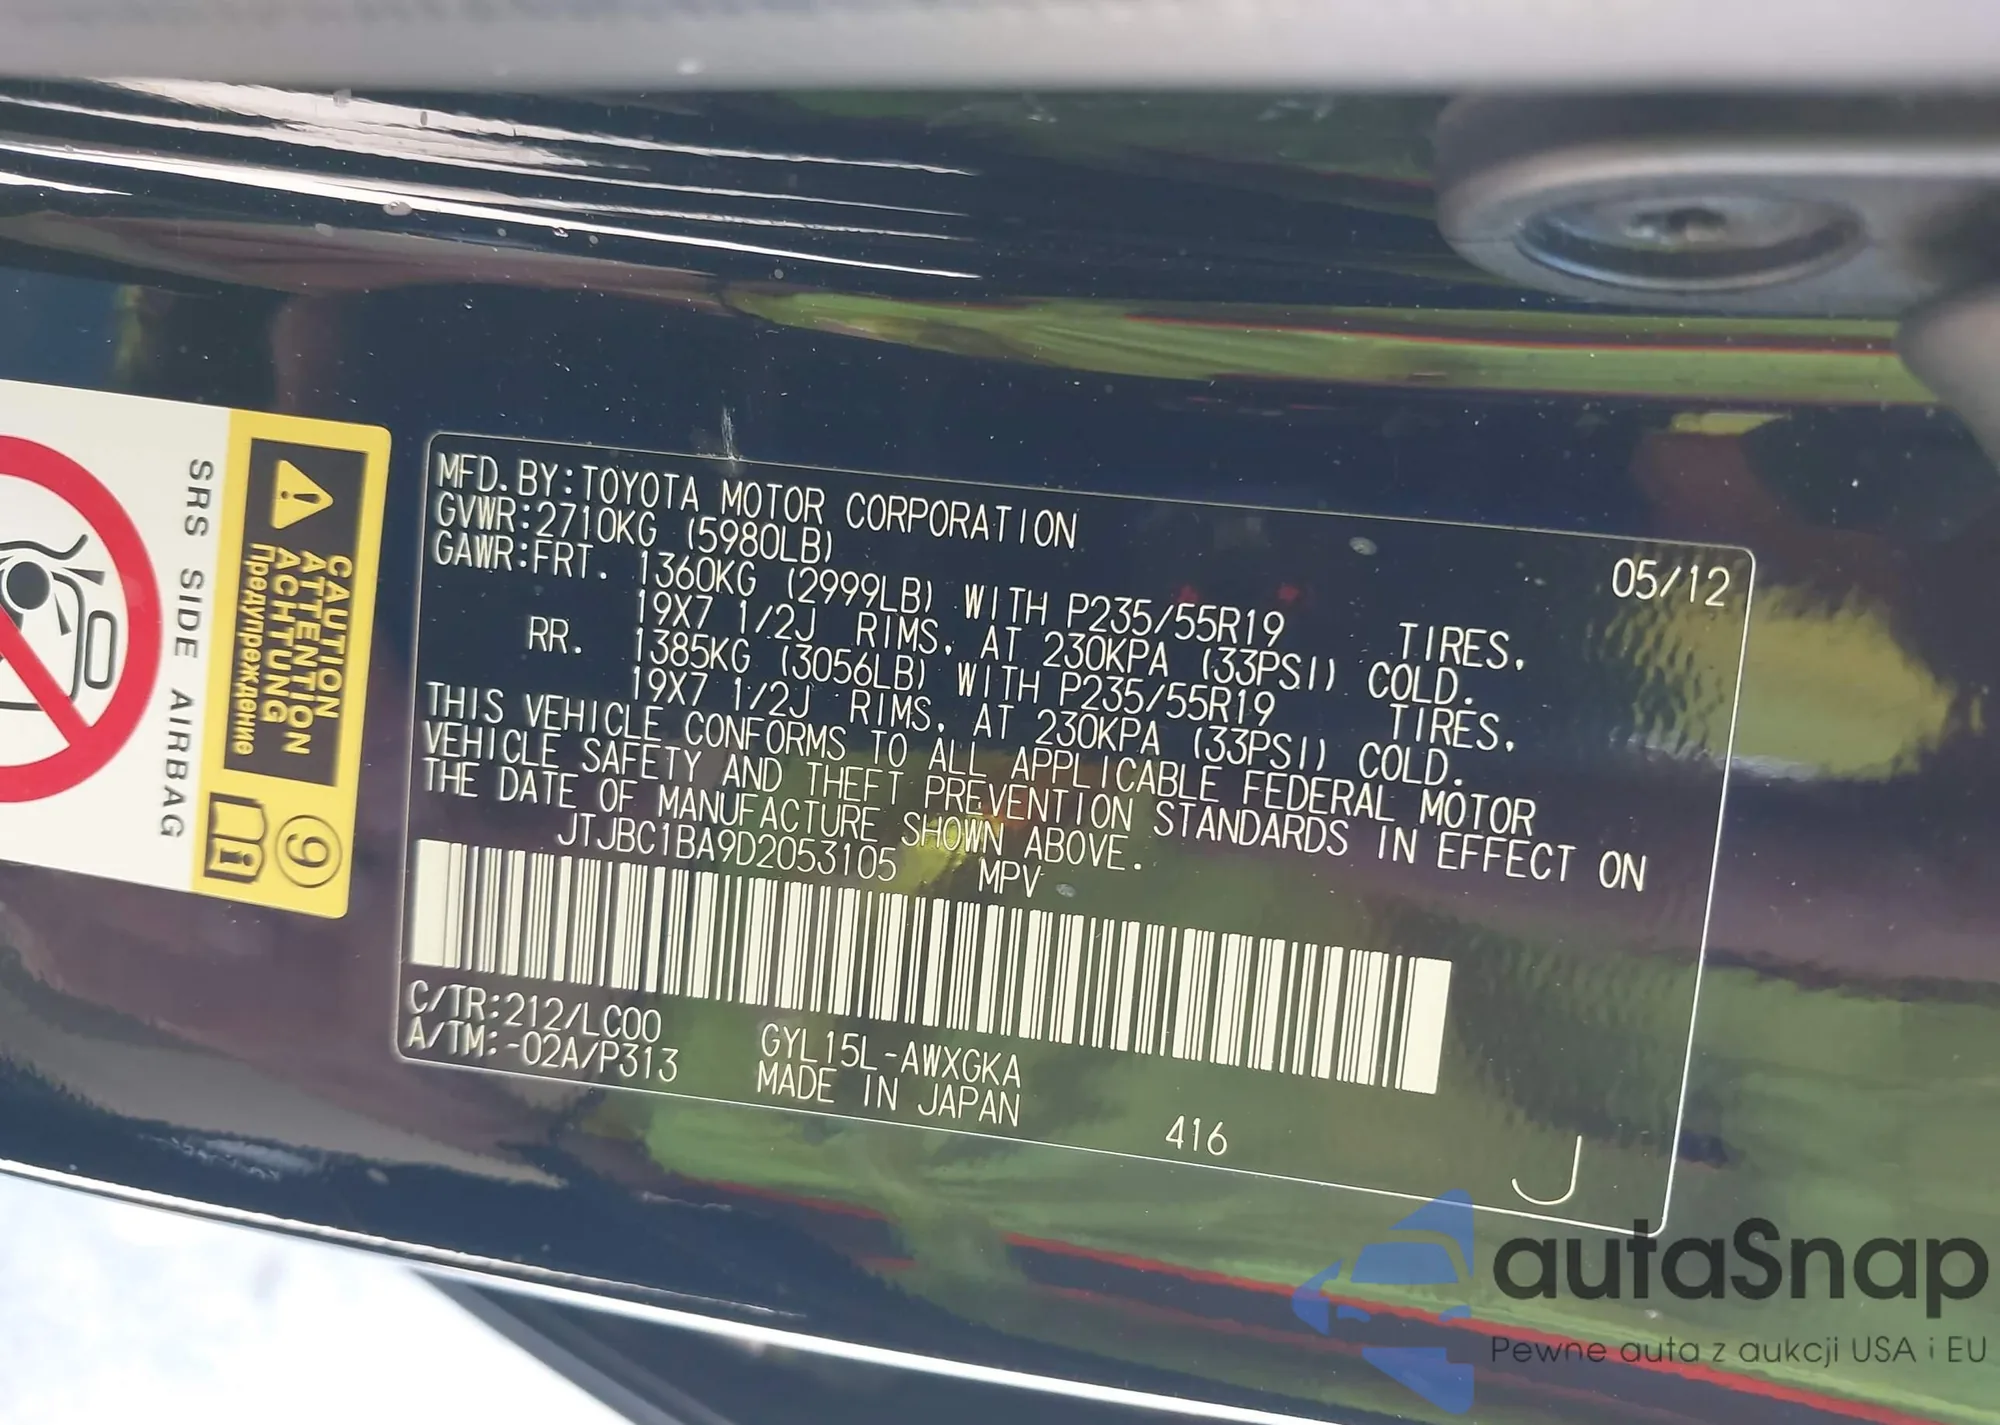 MFD.BY:TOYOTA MOTOR CORPORATION 05/12
GVWR:2710KG (5980LB)
GAWR:FRT. 1360KG (2999LB) WITH P235/55R19 TIRES,
19X7 1/2J RIMS, AT 230KPA (33PSI) COLD.
RR. 1385KG (3056LB) WITH P235/55R19 TIRES,
19X7 1/2J RIMS, AT 230KPA (33PSI) COLD.
THIS VEHICLE CONFORMS TO ALL APPLICABLE FEDERAL MOTOR
VEHICLE SAFETY AND THEFT PREVENTION STANDARDS IN EFFECT ON
THE DATE OF MANUFACTURE SHOWN ABOVE.
JTJBC1BA9D2053105 MPV
C/TR:212/LC00 GYL15L-AWXGKA
A/TM:-02A/P313 MADE IN JAPAN 416 J
CAUTION
ATTENTION
ACHTUNG
Предупреждение
9
SRS SIDE AIRBAG
autaSnap
Pewne auta z aukcji USA i EU